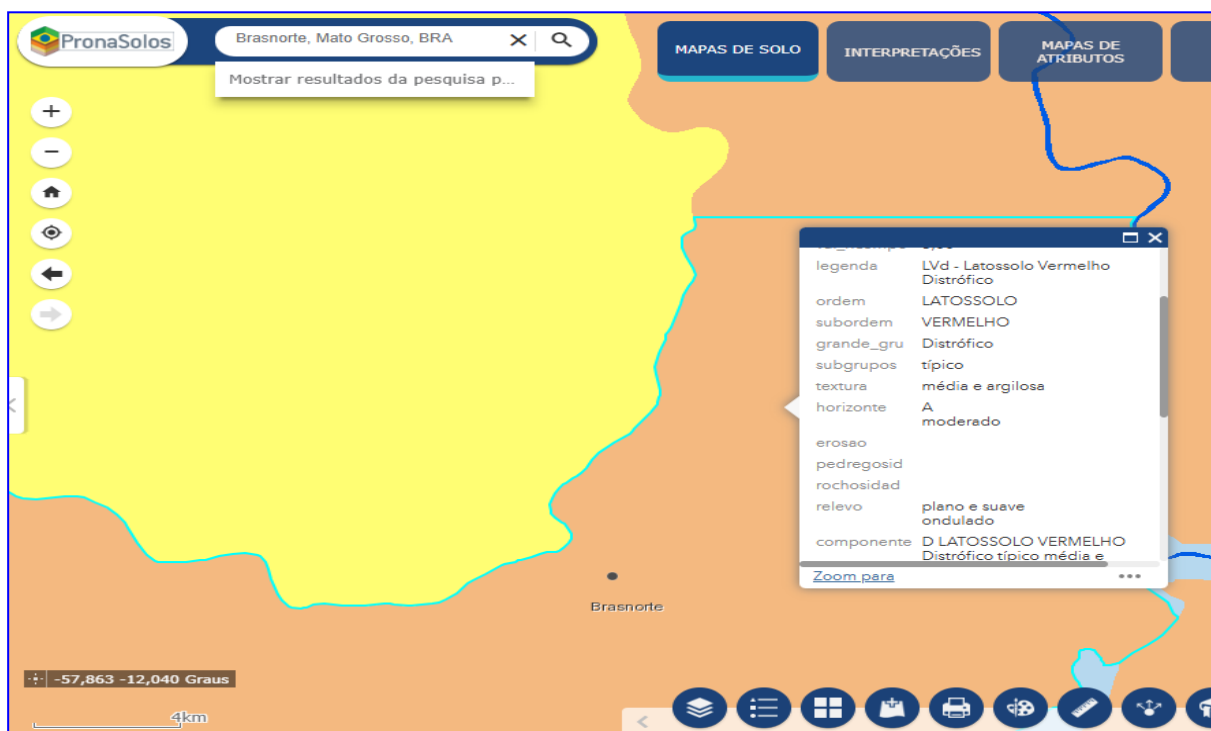 PronaSolos
Brasnorte, Mato Grosso, BRA
Mostrar resultados da pesquisa p...
MAPAS DE SOLO
INTERPRETAÇÕES
MAPAS DE
ATRIBUTOS
legenda LVd - Latossolo Vermelho
Distrófico
ordem LATOSSOLO
subordem VERMELHO
grande_gru Distrófico
subgrupos típico
textura média e argilosa
horizonte A
moderado
erosao
pedregosid
rochosidad
relevo plano e suave
ondulado
componente D LATOSSOLO VERMELHO
Distrófico típico média e
Zoom para
Brasnorte
-57,863 -12,040 Graus
4km